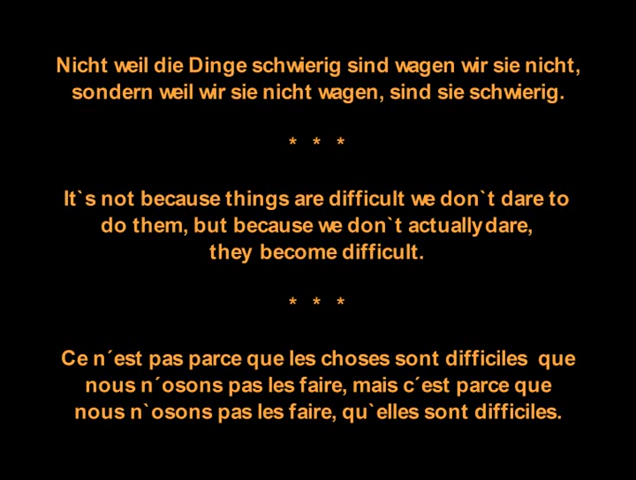 Nicht weil die Dinge schwierig sind wagen wir sie nicht,
sondern weil wir sie nicht wagen, sind sie schwierig.
* * *
It`s not because things are difficult we don`t dare to
do them, but because we don`t actually dare,
they become difficult.
* * *
Ce n´est pas parce que les choses sont difficiles  que
nous n´osons pas les faire, mais c´est parce que
nous n`osons pas les faire, qu`elles sont difficiles.